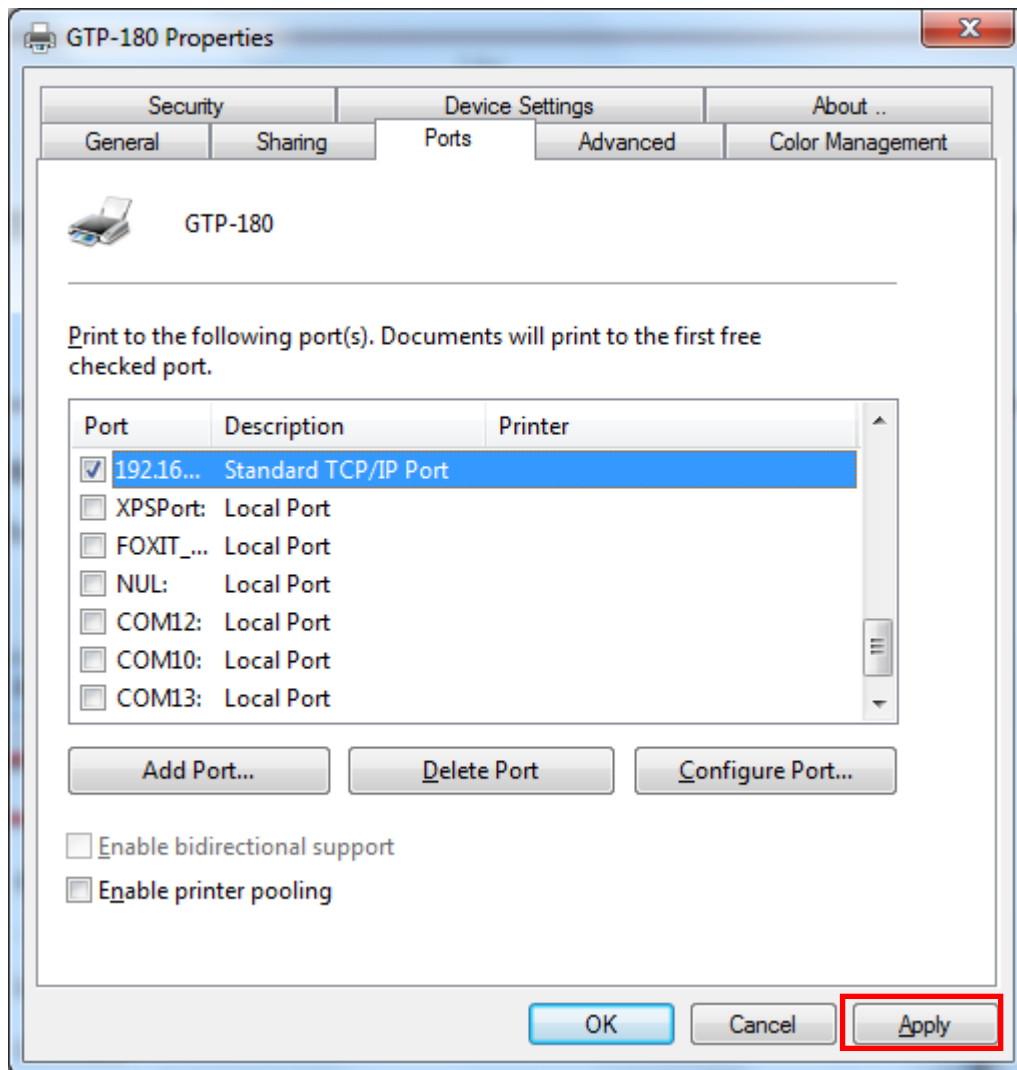 GTP-180 Properties
Security Device Settings About ..
General Sharing Ports Advanced Color Management
GTP-180
Print to the following port(s). Documents will print to the first free
checked port.
Port Description Printer
192.16... Standard TCP/IP Port
XPSPort: Local Port
FOXIT_... Local Port
NUL: Local Port
COM12: Local Port
COM10: Local Port
COM13: Local Port
Add Port... Delete Port Configure Port...
Enable bidirectional support
Enable printer pooling
OK Cancel Apply